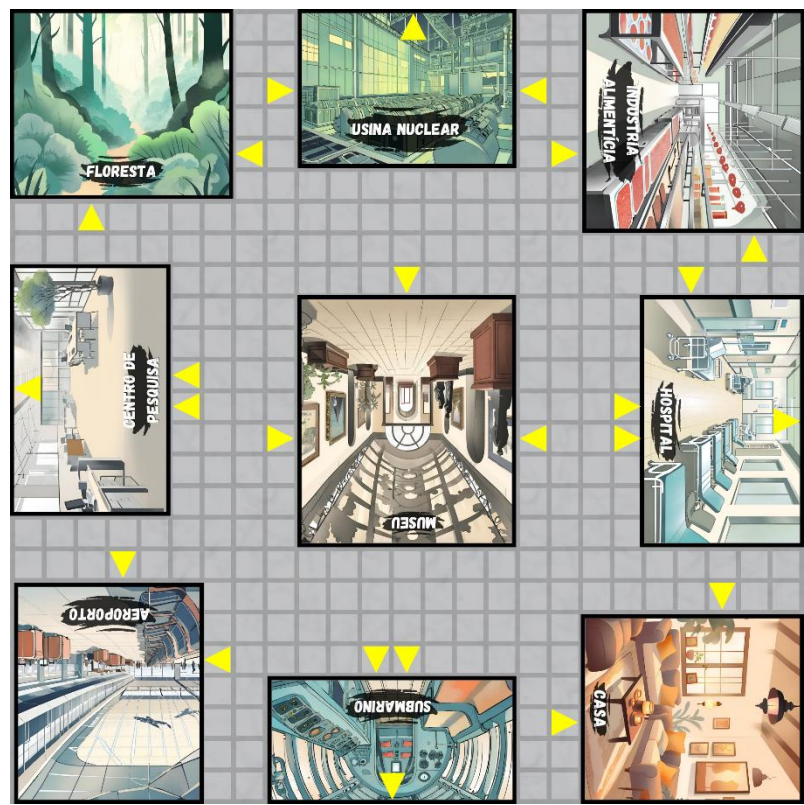 FLORESTA
USINA NUCLEAR
INDÚSTRIA
ALIMENTÍCIA
CENTRO DE
PESQUISA
MUSEU
HOSPITAL
AEROPORTO
SUBMARINO
CASA